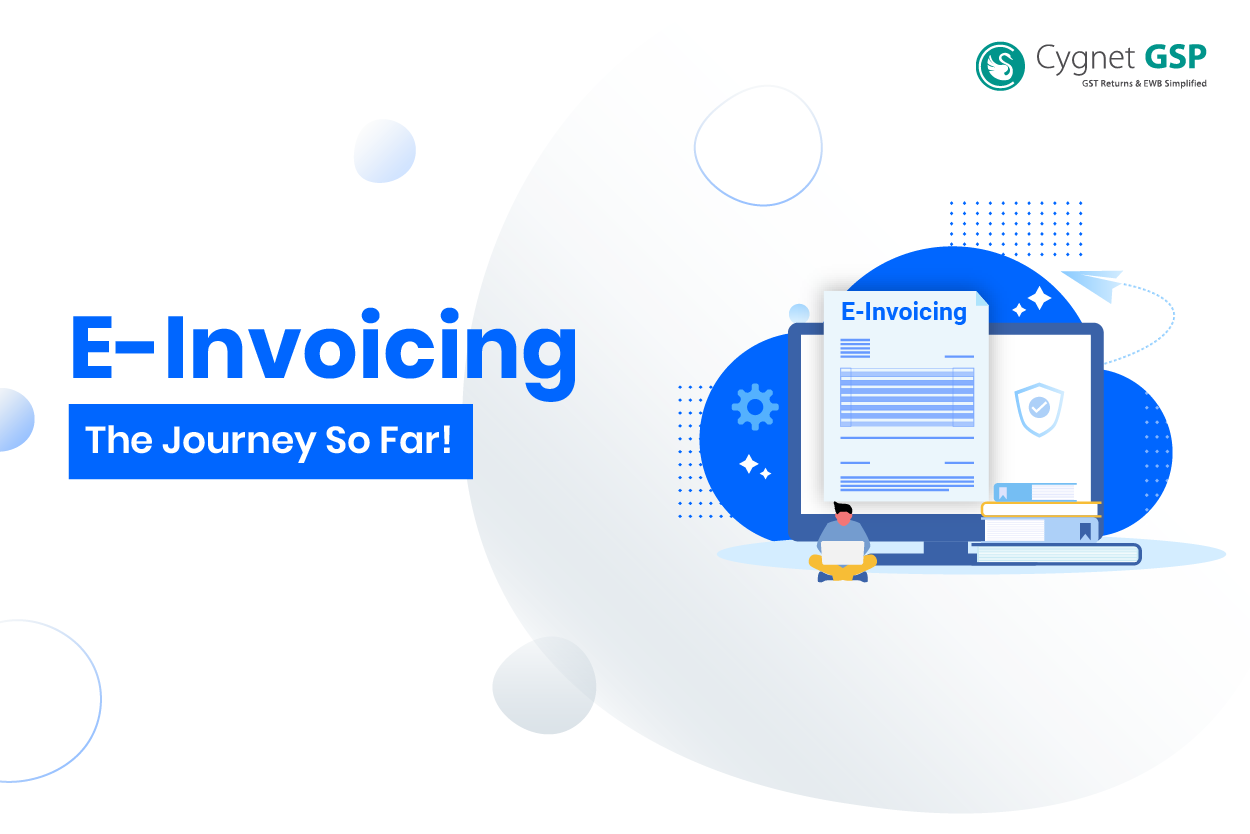 Cygnet GSP
GST Returns & EWB Simplified
E-Invoicing
The Journey So Far!
E-Invoicing